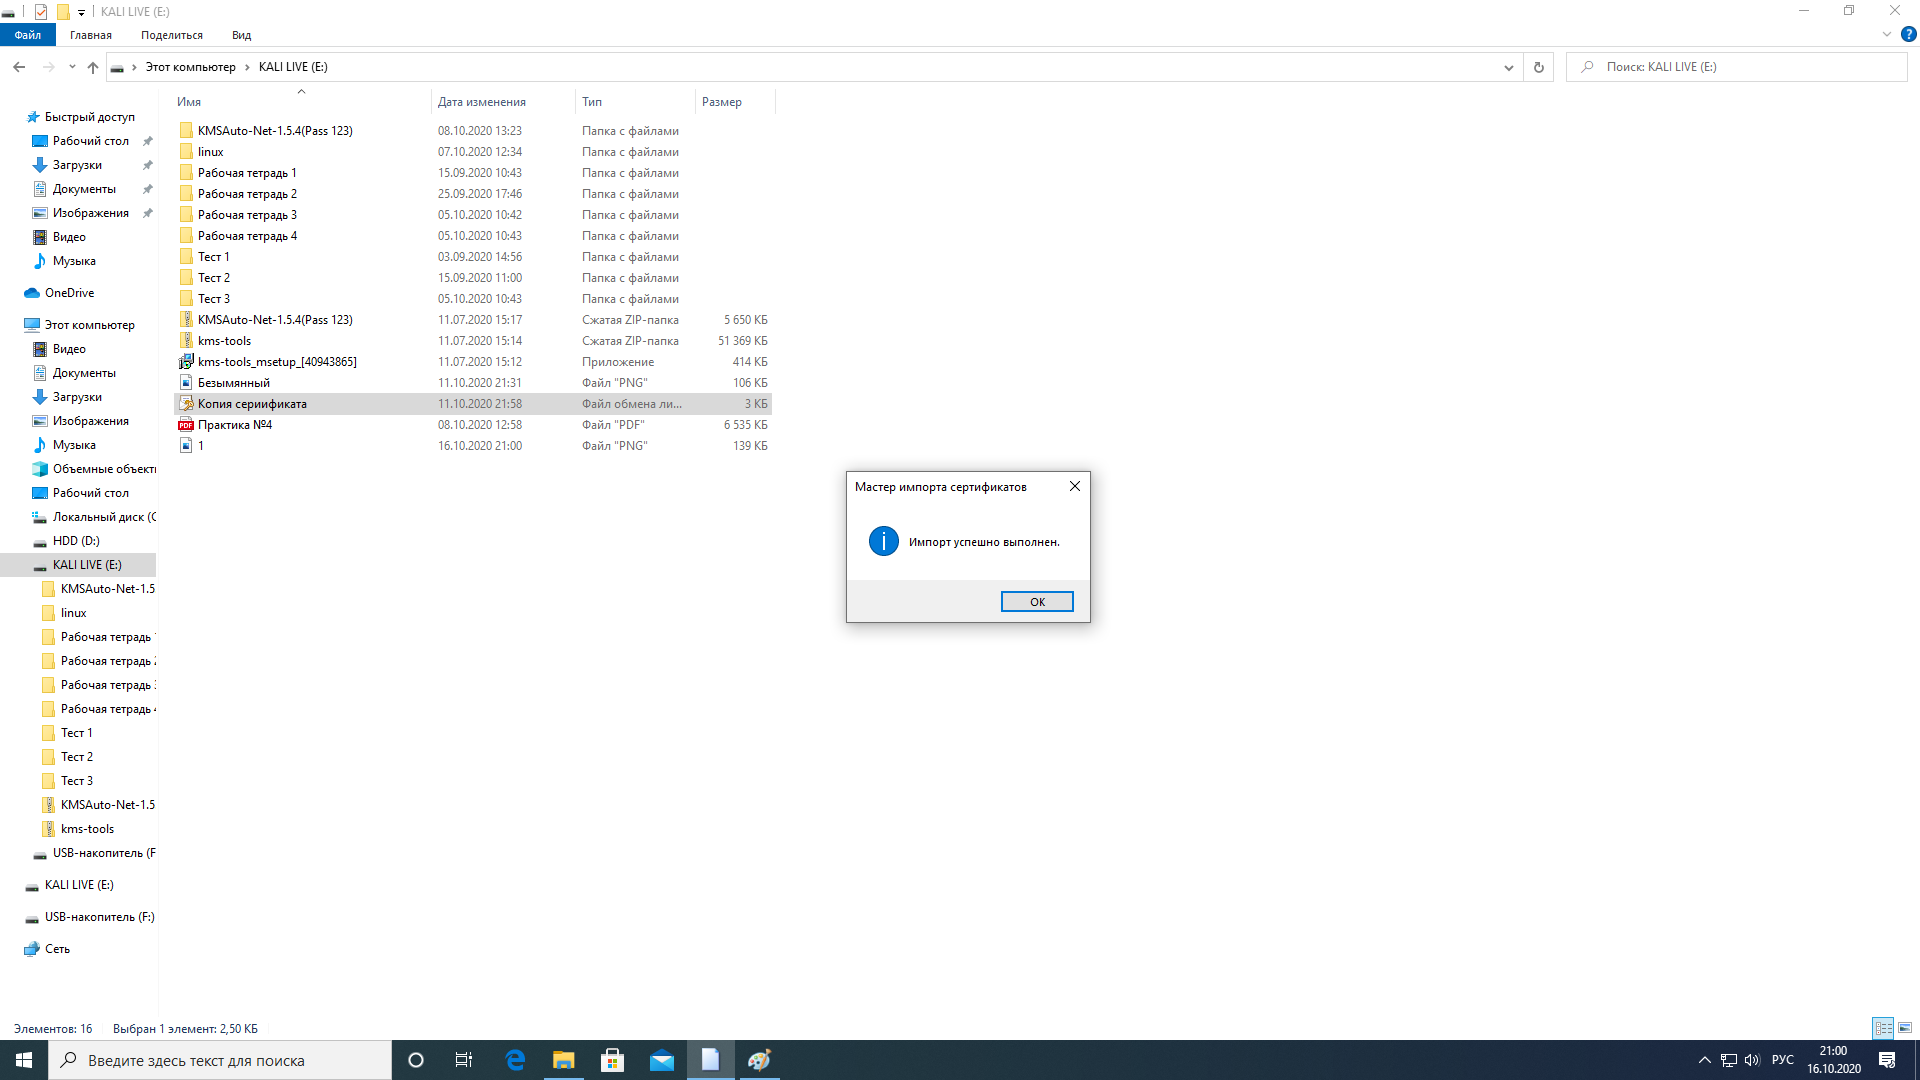 KALI LIVE (E:)
Файл
Главная
Поделиться
Вид
Этот компьютер
KALI LIVE (E:)
Поиск: KALI LIVE (E:)
Быстрый доступ
Рабочий стол
Загрузки
Документы
Изображения
Видео
Музыка
OneDrive
Этот компьютер
Видео
Документы
Загрузки
Изображения
Музыка
Объемные объекти
Рабочий стол
Локальный диск (C
HDD (D:)
KALI LIVE (E:)
KMSAuto-Net-1.5
linux
Рабочая тетрадь 1
Рабочая тетрадь 2
Рабочая тетрадь 3
Рабочая тетрадь 4
Тест 1
Тест 2
Тест 3
KMSAuto-Net-1.5
kms-tools
USB-накопитель (F
KALI LIVE (E:)
USB-накопитель (F:)
Сеть
Имя Дата изменения Тип Размер
KMSAuto-Net-1.5.4(Pass 123) 08.10.2020 13:23 Папка с файлами
linux 07.10.2020 12:34 Папка с файлами
Рабочая тетрадь 1 15.09.2020 10:43 Папка с файлами
Рабочая тетрадь 2 25.09.2020 17:46 Папка с файлами
Рабочая тетрадь 3 05.10.2020 10:42 Папка с файлами
Рабочая тетрадь 4 05.10.2020 10:43 Папка с файлами
Тест 1 03.09.2020 14:56 Папка с файлами
Тест 2 15.09.2020 11:00 Папка с файлами
Тест 3 05.10.2020 10:43 Папка с файлами
KMSAuto-Net-1.5.4(Pass 123) 11.07.2020 15:17 Сжатая ZIP-папка 5 650 КБ
kms-tools 11.07.2020 15:14 Сжатая ZIP-папка 51 369 КБ
kms-tools_msetup_[40943865] 11.07.2020 15:12 Приложение 414 КБ
Безымянный 11.10.2020 21:31 Файл "PNG" 106 КБ
Копия сериификата 11.10.2020 21:58 Файл обмена ли... 3 КБ
Практика №4 08.10.2020 12:58 Файл "PDF" 6 535 КБ
1 16.10.2020 21:00 Файл "PNG" 139 КБ
Мастер импорта сертификатов
Импорт успешно выполнен.
ОК
Элементов: 16 Выбран 1 элемент: 2,50 КБ
Введите здесь текст для поиска
РУС
21:00
16.10.2020